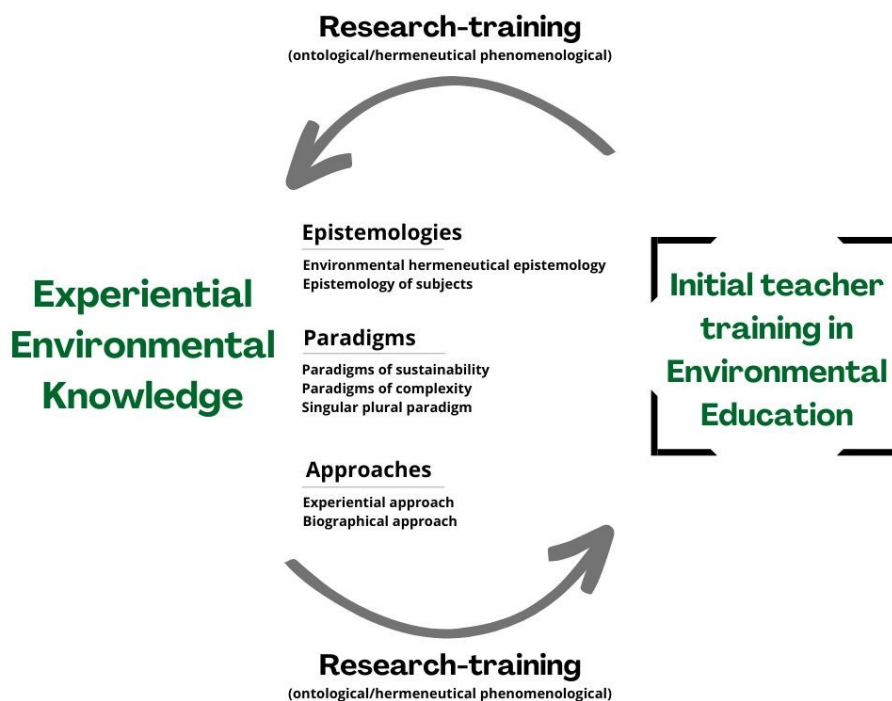 Research-training
(ontological/hermeneutical phenomenological)
Experiential
Environmental
Knowledge
Epistemologies
Environmental hermeneutical epistemology
Epistemology of subjects
Paradigms
Paradigms of sustainability
Paradigms of complexity
Singular plural paradigm
Approaches
Experiential approach
Biographical approach
Initial teacher
training in
Environmental
Education
Research-training
(ontological/hermeneutical phenomenological)